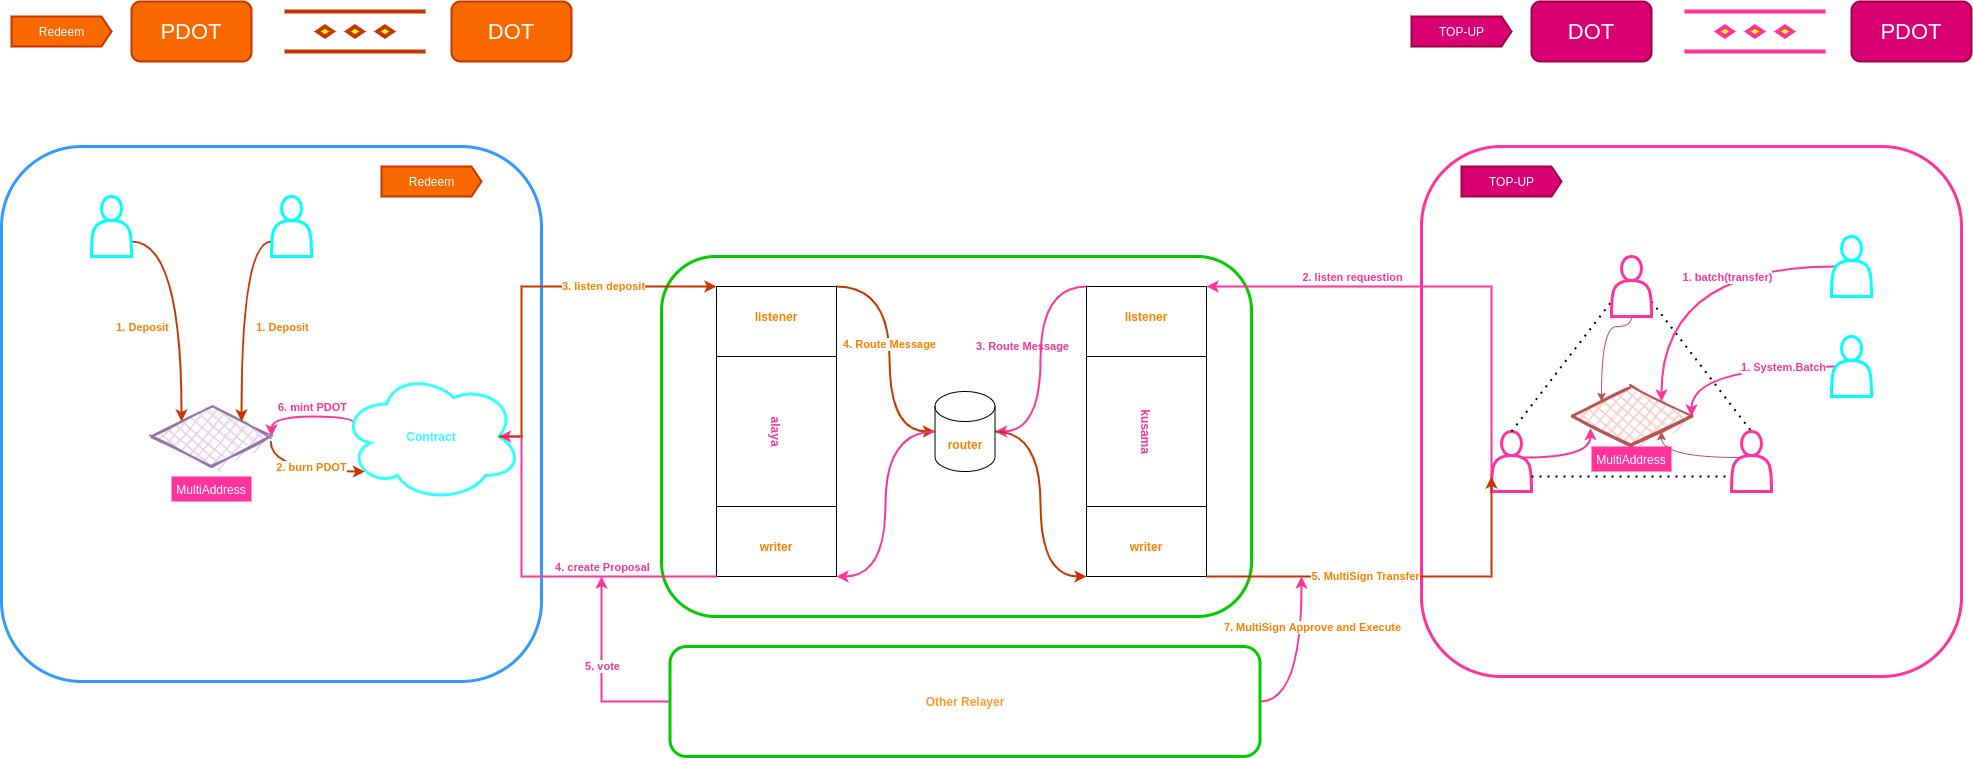 Redeem
PDOT
DOT
TOP-UP
DOT
PDOT
Redeem
TOP-UP
1. Deposit
1. Deposit
6. mint PDOT
Contract
2. burn PDOT
MultiAddress
3. listen deposit
listener
alaya
writer
4. Route Message
3. Route Message
router
listener
kusama
writer
2. listen requestion
1. batch(transfer)
1. System.Batch
MultiAddress
4. create Proposal
5. MultiSign Transfer
7. MultiSign Approve and Execute
5. vote
Other Relayer